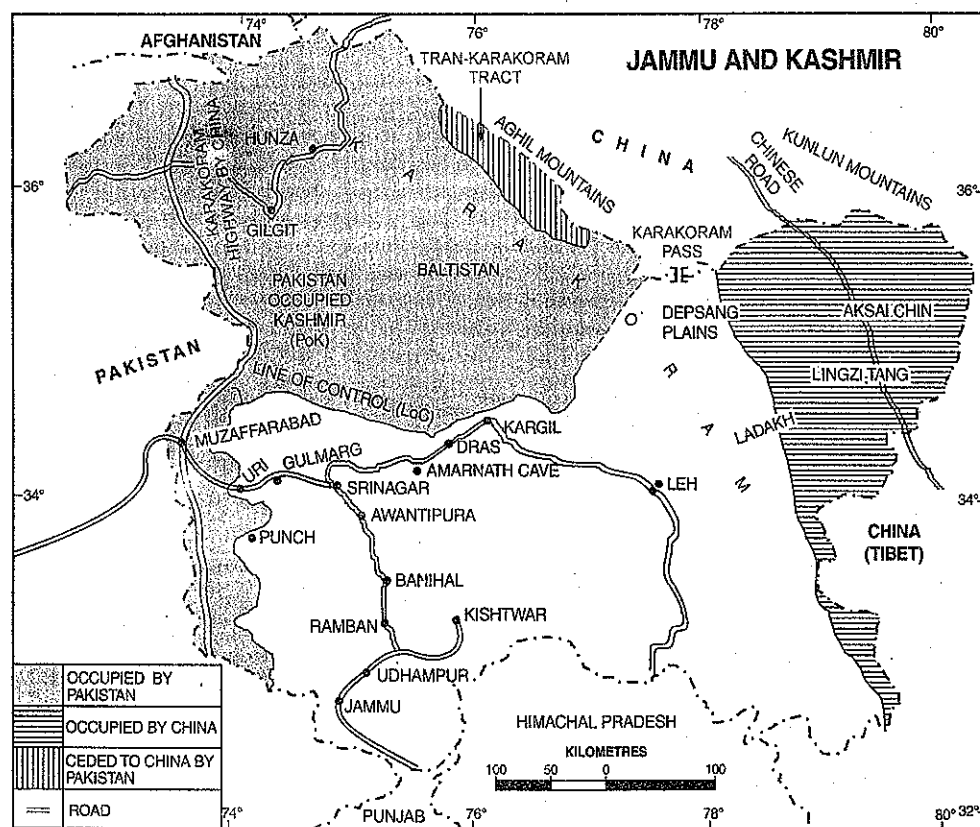 74°
76°
78°
80°
AFGHANISTAN
TRAN-KARAKORAM
TRACT
JAMMU AND KASHMIR
HUNZA
KARAKORAM
HIGHWAY BY CHINA
AGHIL MOUNTAINS
CHINA
CHINESE
ROAD
KUNLUN MOUNTAINS
36°
36°
GILGIT
KARAKORAM
KARAKORAM
PASS
BALTISTAN
PAKISTAN
OCCUPIED
KASHMIR
(PoK)
DEPSANG
PLAINS
AKSAI CHIN
PAKISTAN
LINGZI TANG
LINE OF CONTROL (LoC)
MUZAFFARABAD
KARGIL
LADAKH
DRAS
URI
GULMARG
AMARNATH CAVE
34°
SRINAGAR
LEH
34°
AWANTIPURA
PUNCH
CHINA
(TIBET)
BANIHAL
RAMBAN
KISHTWAR
UDHAMPUR
JAMMU
HIMACHAL PRADESH
OCCUPIED BY
PAKISTAN
OCCUPIED BY CHINA
CEDED TO CHINA BY
PAKISTAN
ROAD
KILOMETRES
100 50 0 100
74°
PUNJAB
76°
78°
80°
32°